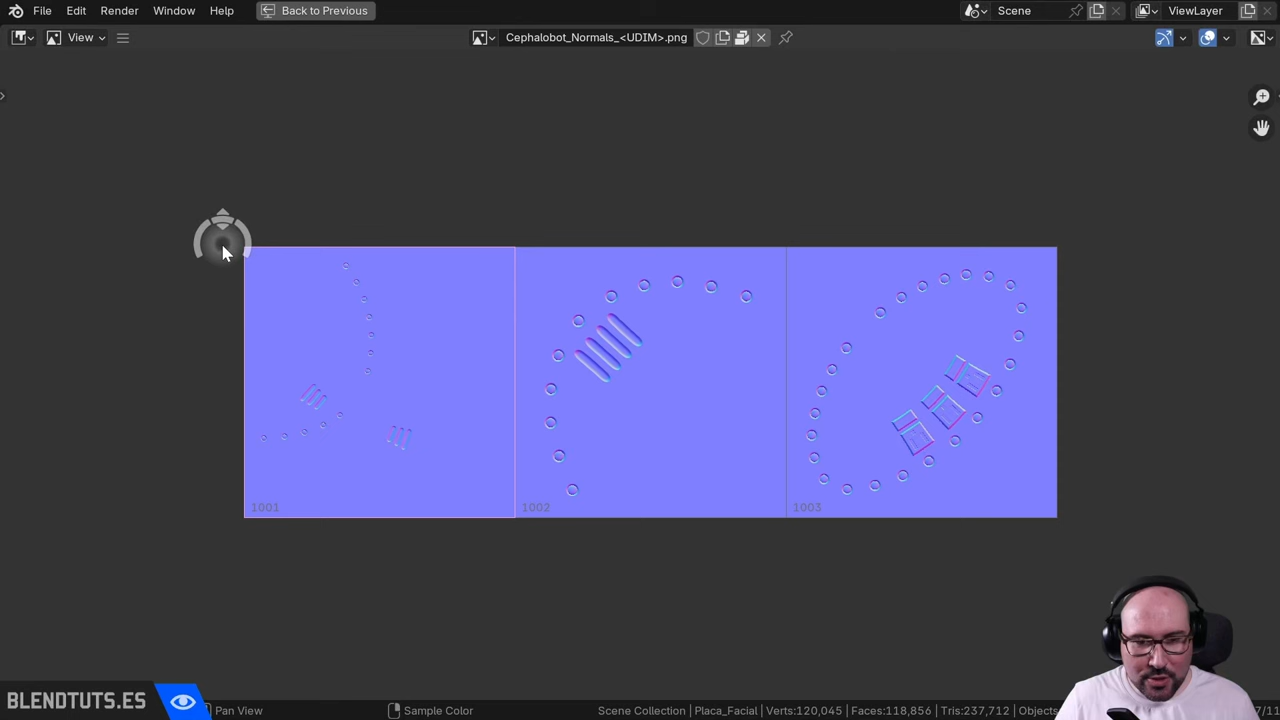 File Edit Render Window Help Back to Previous Scene ViewLayer
View Cephalobot_Normals_<UDIM>.png
1001 1002 1003
BLENDTUTS.ES Pan View Sample Color Scene Collection | Placa_Facial | Verts:120,045 | Faces:118,856 | Tris:237,712 | Objects